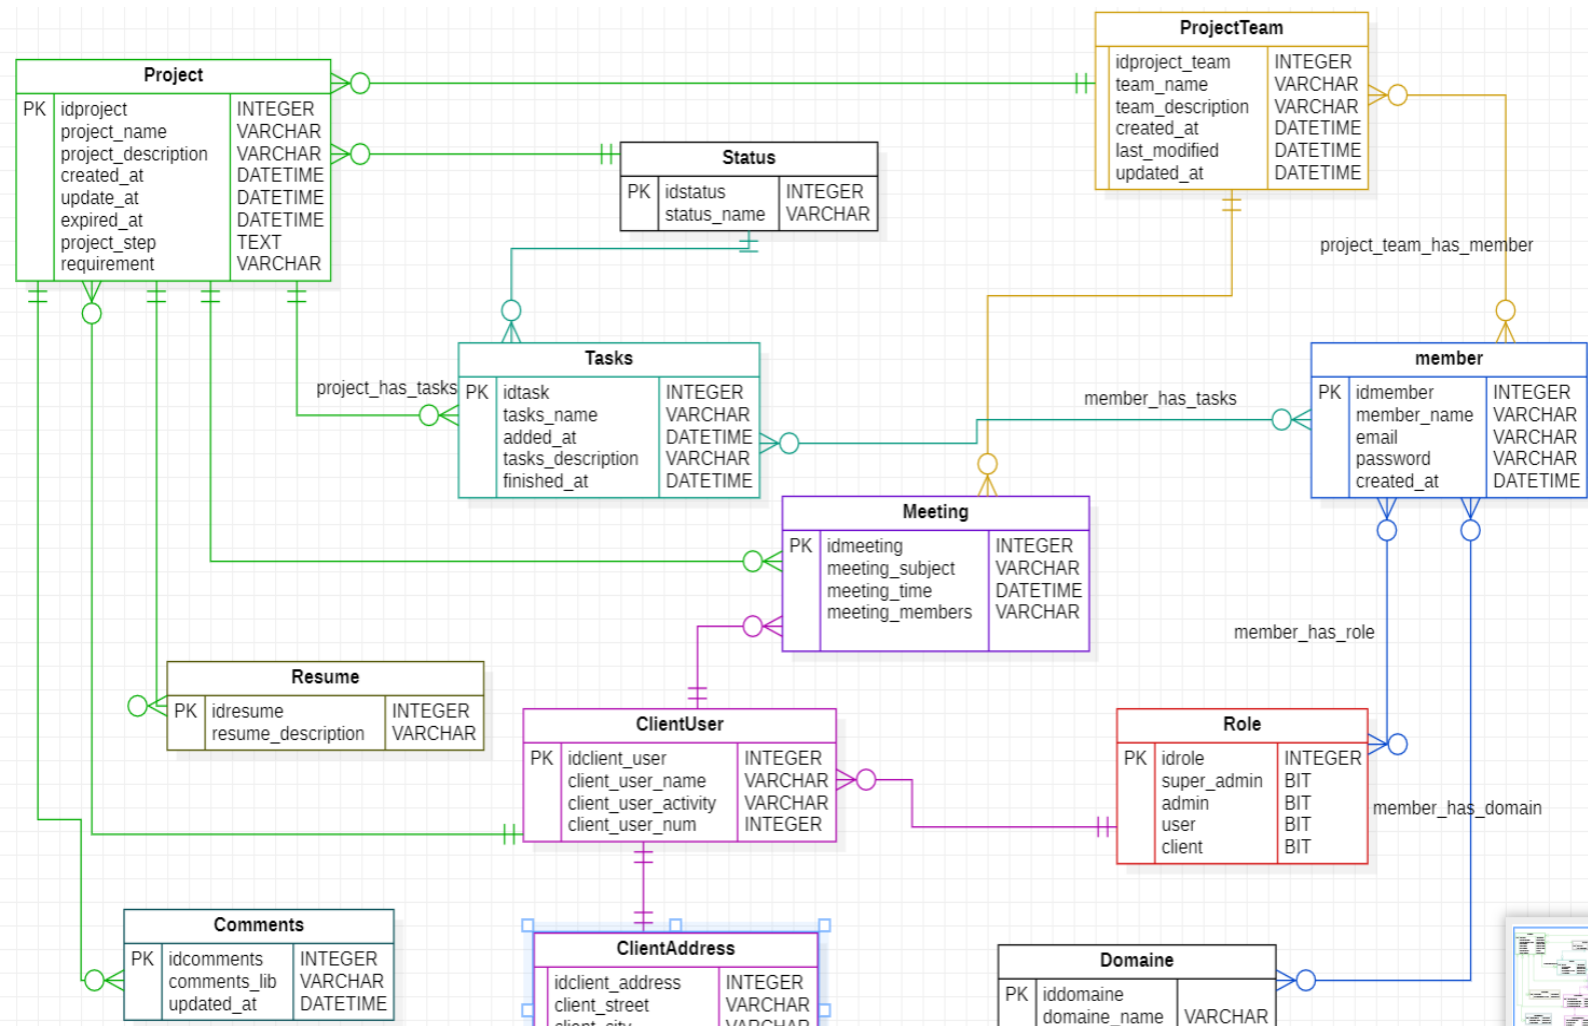 ProjectTeam
idproject_team INTEGER
team_name VARCHAR
team_description VARCHAR
created_at DATETIME
last_modified DATETIME
updated_at DATETIME
Project
PK idproject INTEGER
project_name VARCHAR
project_description VARCHAR
created_at DATETIME
update_at DATETIME
expired_at DATETIME
project_step TEXT
requirement VARCHAR
Status
PK idstatus INTEGER
status_name VARCHAR
project_team_has_member
Tasks
PK idtask INTEGER
tasks_name VARCHAR
added_at DATETIME
tasks_description VARCHAR
finished_at DATETIME
project_has_tasks
member_has_tasks
member
PK idmember INTEGER
member_name VARCHAR
email VARCHAR
password VARCHAR
created_at DATETIME
Meeting
PK idmeeting INTEGER
meeting_subject VARCHAR
meeting_time DATETIME
meeting_members VARCHAR
member_has_role
Resume
PK idresume INTEGER
resume_description VARCHAR
ClientUser
PK idclient_user INTEGER
client_user_name VARCHAR
client_user_activity VARCHAR
client_user_num INTEGER
Role
PK idrole INTEGER
super_admin BIT
admin BIT
user BIT
client BIT
member_has_domain
Comments
PK idcomments INTEGER
comments_lib VARCHAR
updated_at DATETIME
ClientAddress
idclient_address INTEGER
client_street VARCHAR
client_city VARCHAR
Domaine
PK iddomaine
domaine_name VARCHAR